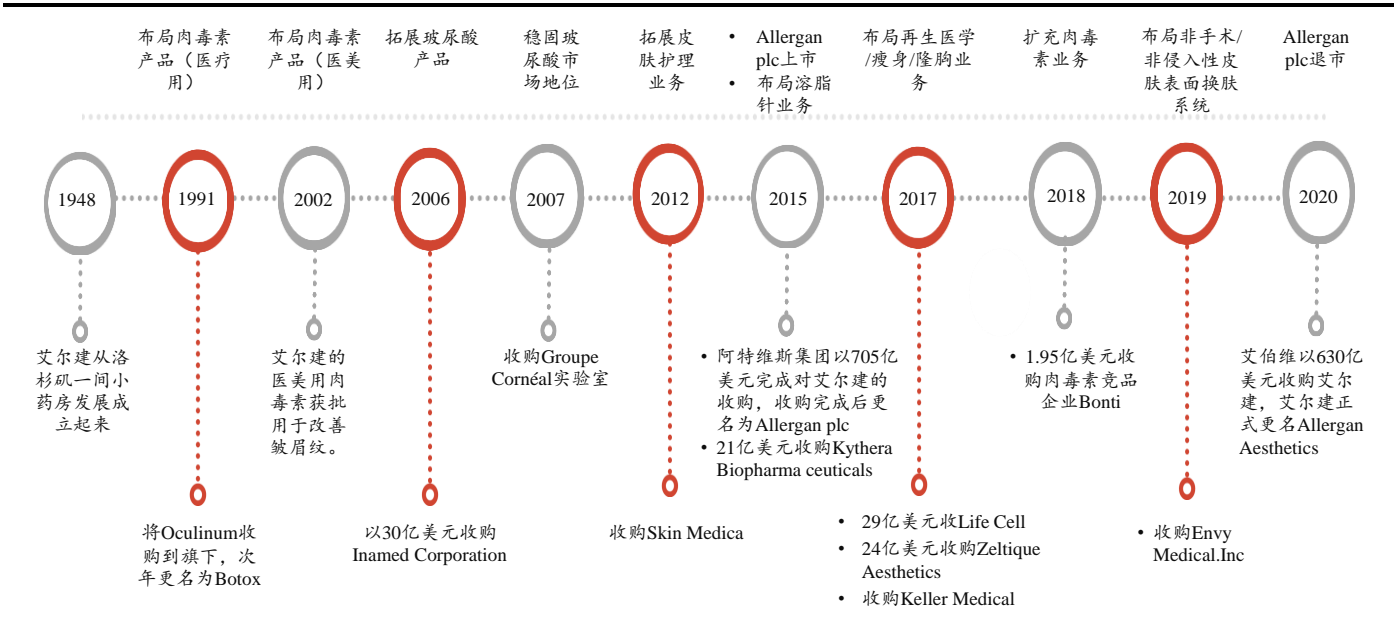 布局肉毒素
产品（医疗
用）
布局肉毒素
产品（医美
用）
拓展玻尿酸
产品
稳固玻
尿酸市
场地位
拓展皮
肤护理
业务
• Allergan
plc上市
• 布局溶脂
针业务
布局再生医学
/瘦身/隆胸业
务
扩充肉毒
素业务
布局非手术/
非侵入性皮
肤表面换肤
系统
Allergan
plc退市
1948
1991
2002
2006
2007
2012
2015
2017
2018
2019
2020
艾尔建从洛
杉矶一间小
药房发展成
立起来
艾尔建的
医美用肉
毒素获批
用于改善
皱眉纹。
收购Groupe
Cornéal实验室
• 阿特维斯集团以705亿
美元完成对艾尔建的
收购，收购完成后更
名为Allergan plc
• 21亿美元收购Kythera
Biopharma ceuticals
• 1.95亿美元收
购肉毒素竞品
企业Bonti
艾伯维以630亿
美元收购艾尔
建，艾尔建正
式更名Allergan
Aesthetics
将Oculinum收
购到旗下，次
年更名为Botox
以30亿美元收购
Inamed Corporation
收购Skin Medica
• 29亿美元收Life Cell
• 24亿美元收购Zeltique
Aesthetics
• 收购Keller Medical
• 收购Envy
Medical.Inc